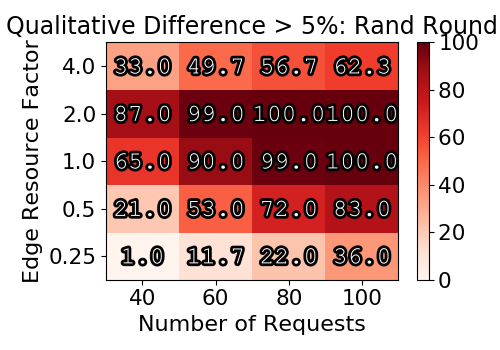 Qualitative Difference > 5%: Rand Round
Edge Resource Factor
4.0 33.0 49.7 56.7 62.3
2.0 87.0 99.0 100.0 100.0
1.0 65.0 90.0 99.0 100.0
0.5 21.0 53.0 72.0 83.0
0.25 1.0 11.7 22.0 36.0
40 60 80 100
Number of Requests
100
80
60
40
20
0